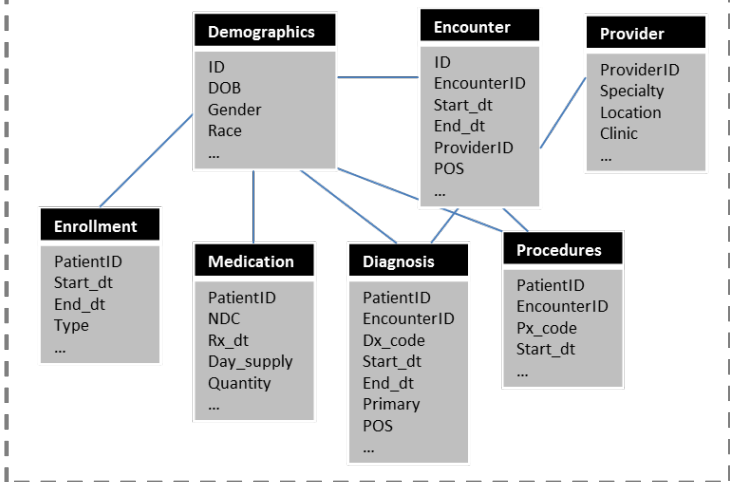 Demographics
ID
DOB
Gender
Race
...
Encounter
ID
EncounterID
Start_dt
End_dt
ProviderID
POS
...
Provider
ProviderID
Specialty
Location
Clinic
...
Enrollment
PatientID
Start_dt
End_dt
Type
...
Medication
PatientID
NDC
Rx_dt
Day_supply
Quantity
...
Diagnosis
PatientID
EncounterID
Dx_code
Start_dt
End_dt
Primary
POS
...
Procedures
PatientID
EncounterID
Px_code
Start_dt
...